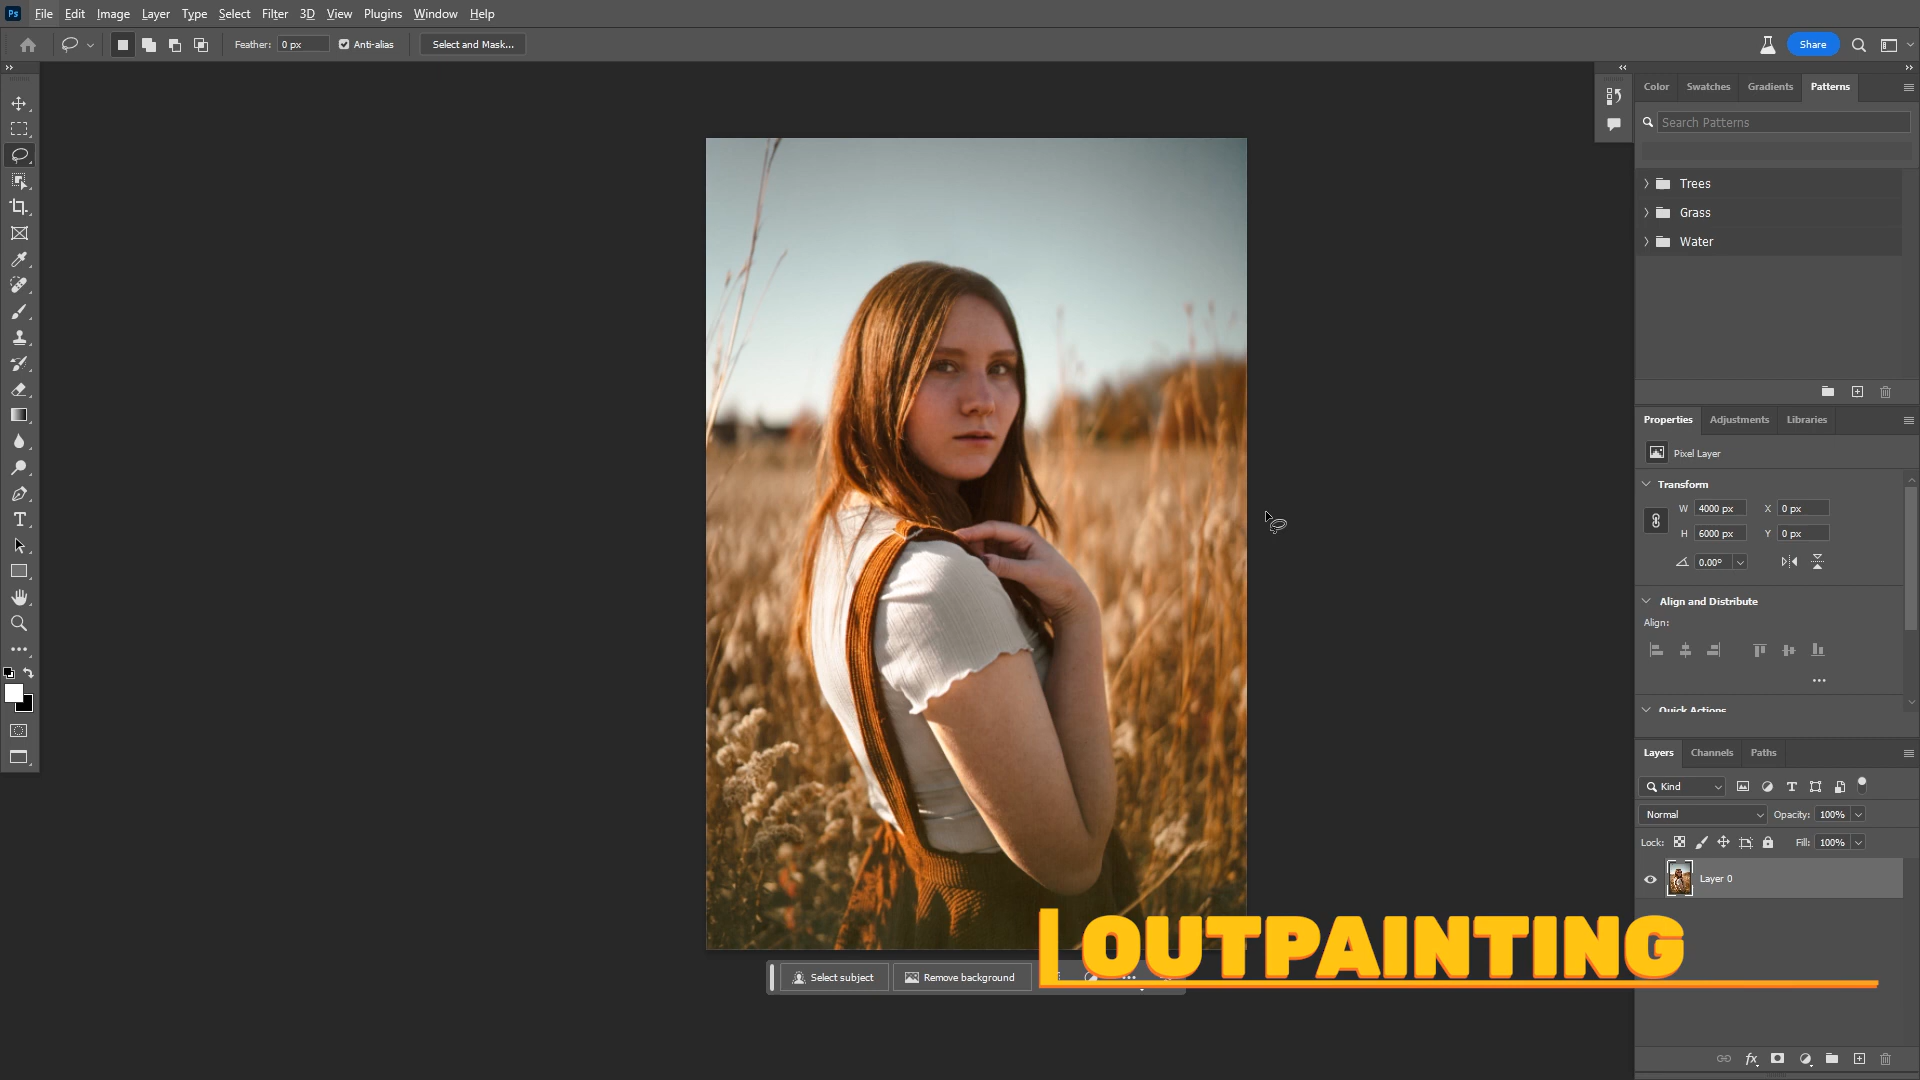 Ps File Edit Image Layer Type Select Filter 3D View Plugins Window Help
Feather: 0 px Anti-alias Select and Mask... Share
Color Swatches Gradients Patterns
Search Patterns
Trees
Grass
Water
Properties Adjustments Libraries
Pixel Layer
Transform
W 4000 px X 0 px
H 6000 px Y 0 px
0.00°
Align and Distribute
Align:
Quick Actions
Layers Channels Paths
Kind
Normal Opacity: 100%
Lock: Fill: 100%
Layer 0
OUTPAINTING
Select subject Remove background